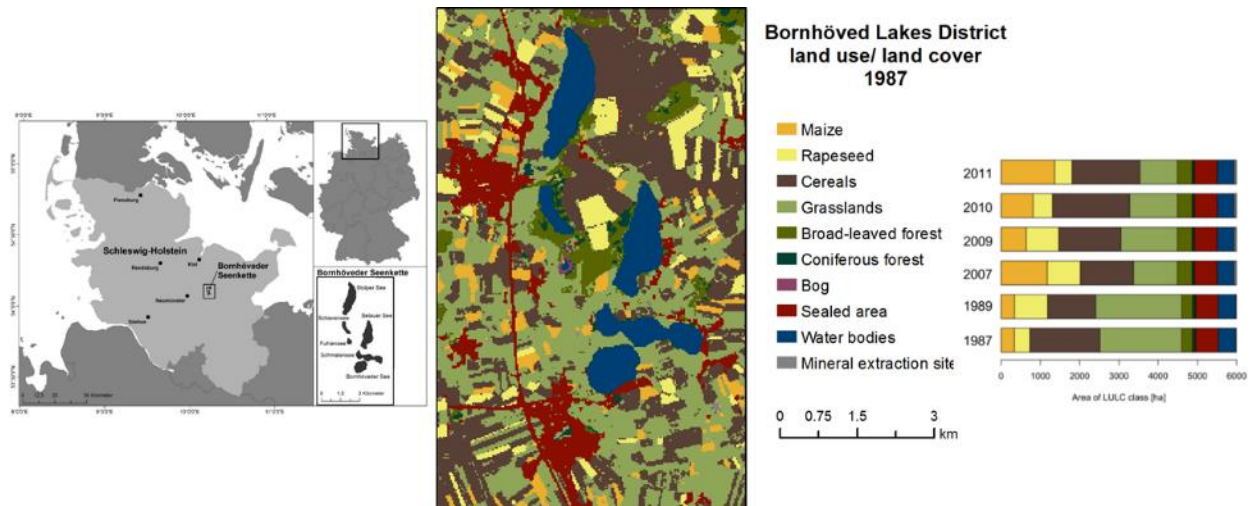 Schleswig-Holstein
Flensburg
Rendsburg
Kiel
Bornhöveder
Seenkette
Neumünster
Bornhöveder Seenkette
Stolper See
Belauer See
Schmalensee
Bornhöveder See
Bornhöved Lakes District
land use/ land cover
1987
Maize
Rapeseed
Cereals
Grasslands
Broad-leaved forest
Coniferous forest
Bog
Sealed area
Water bodies
Mineral extraction site
0 0.75 1.5 3
km
2011
2010
2009
2007
1989
1987
0 1000 2000 3000 4000 5000 6000
Area of LULC class [ha]